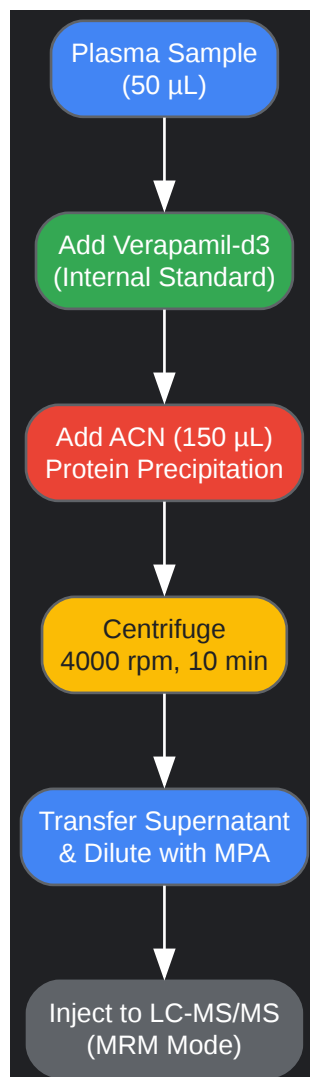 Plasma Sample
(50 µL)
Add Verapamil-d3
(Internal Standard)
Add ACN (150 µL)
Protein Precipitation
Centrifuge
4000 rpm, 10 min
Transfer Supernatant
& Dilute with MPA
Inject to LC-MS/MS
(MRM Mode)